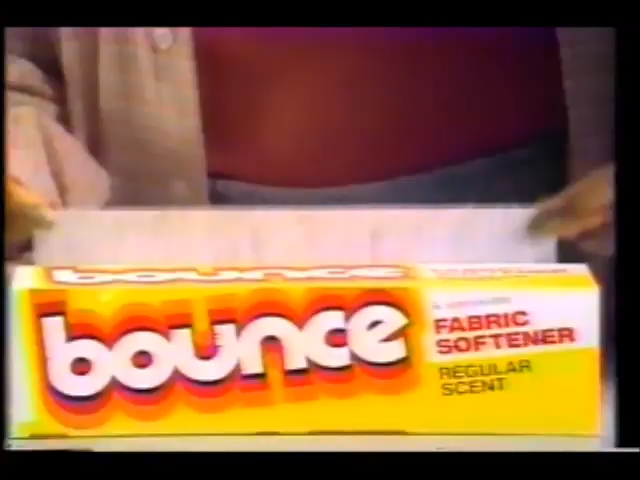 bounce
bounce
FABRIC
SOFTENER
REGULAR
SCENT